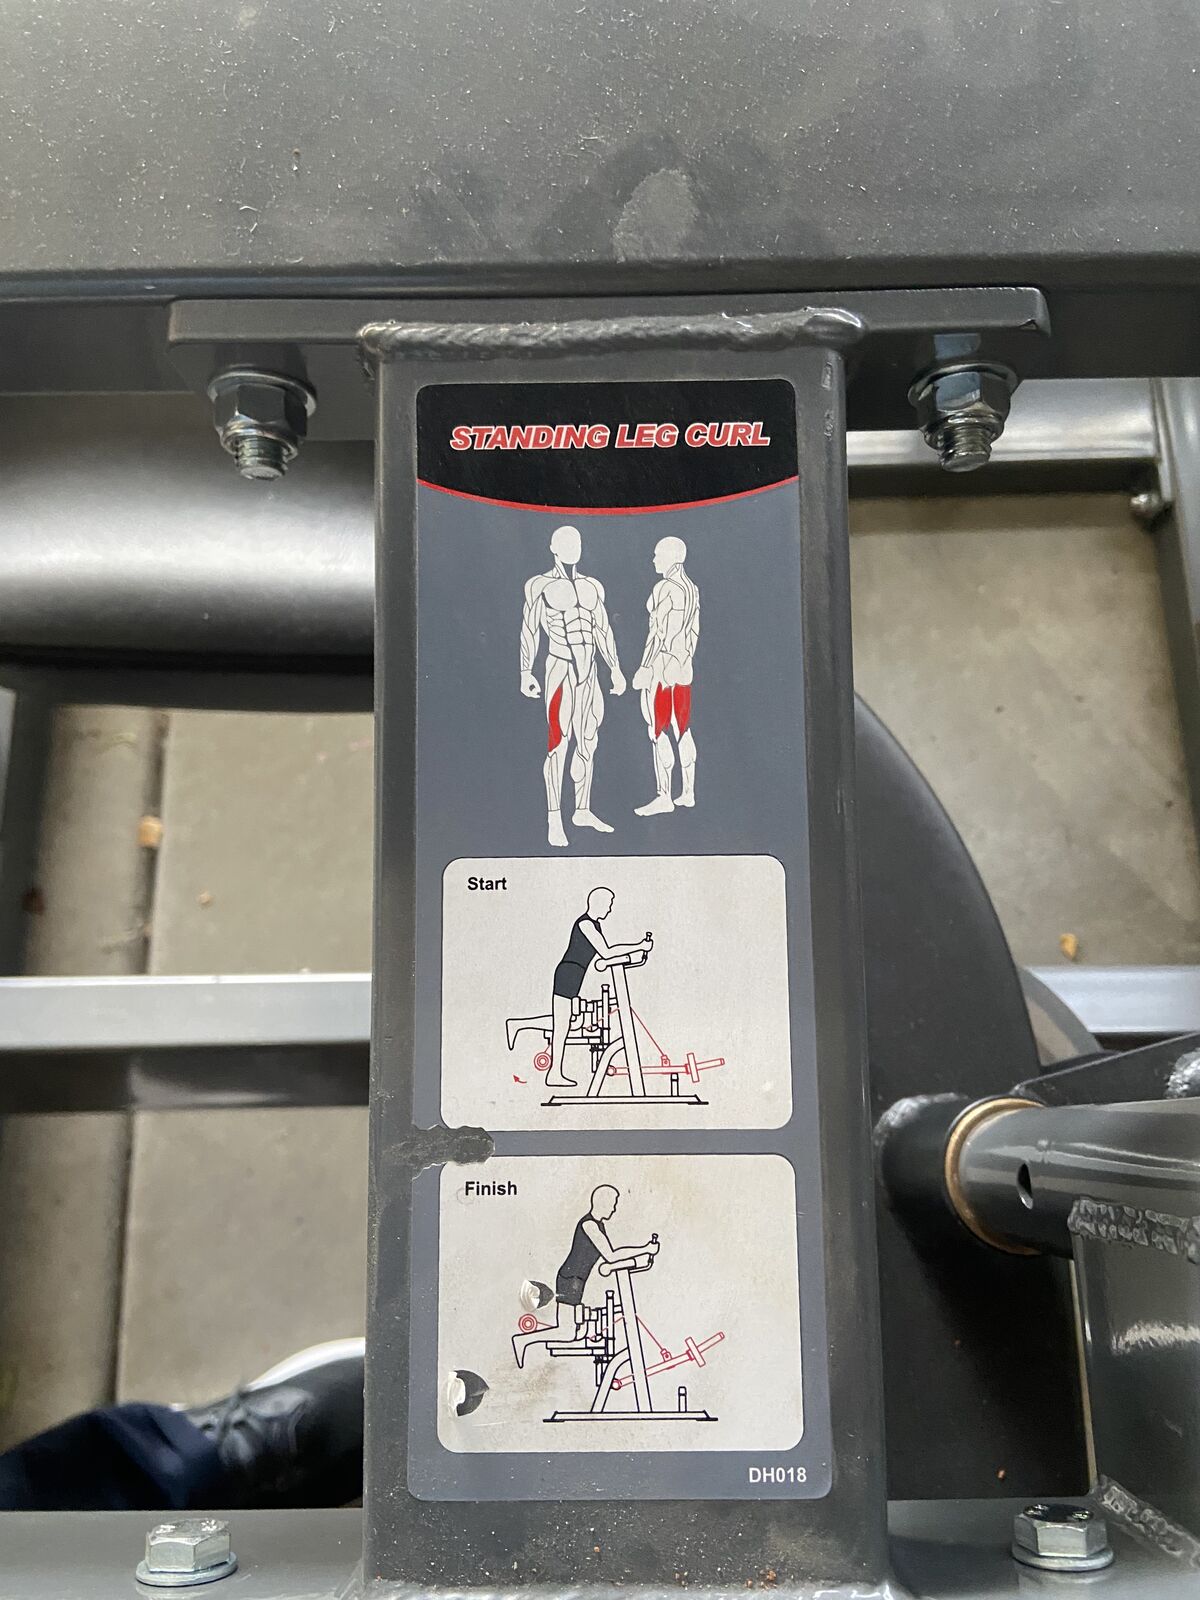 STANDING LEG CURL
Start
Finish
DH018